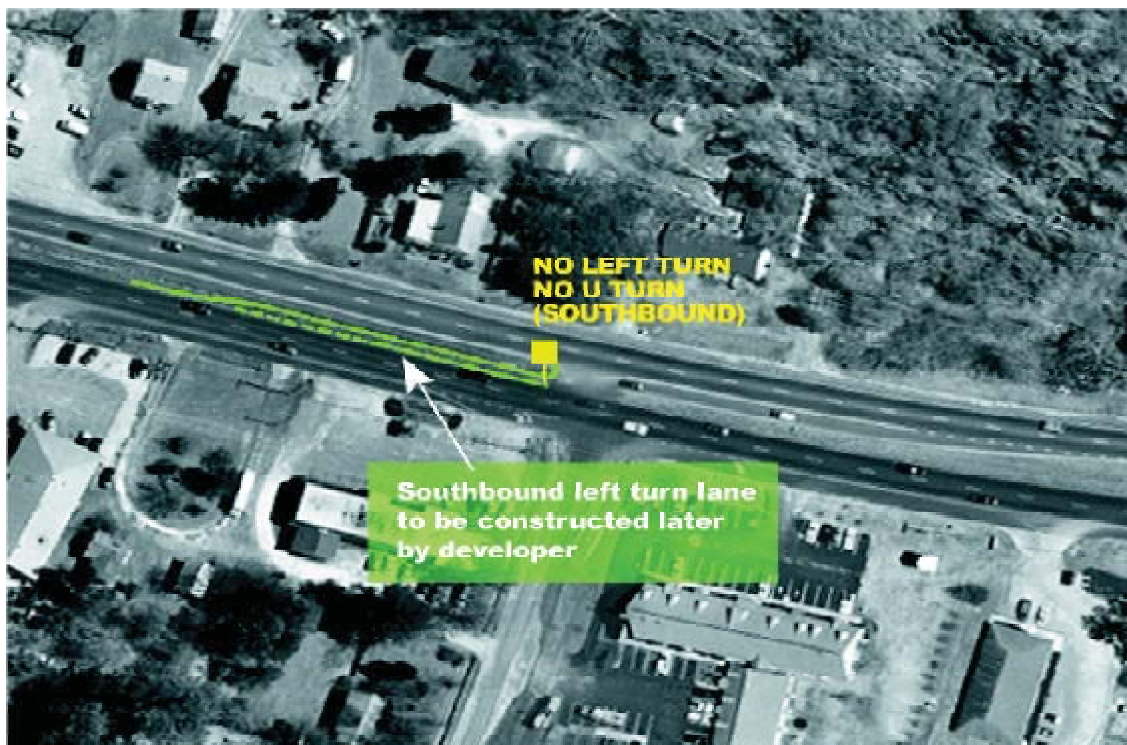 NO LEFT TURN
NO U TURN
(SOUTHBOUND)
Southbound left turn lane
to be constructed later
by developer